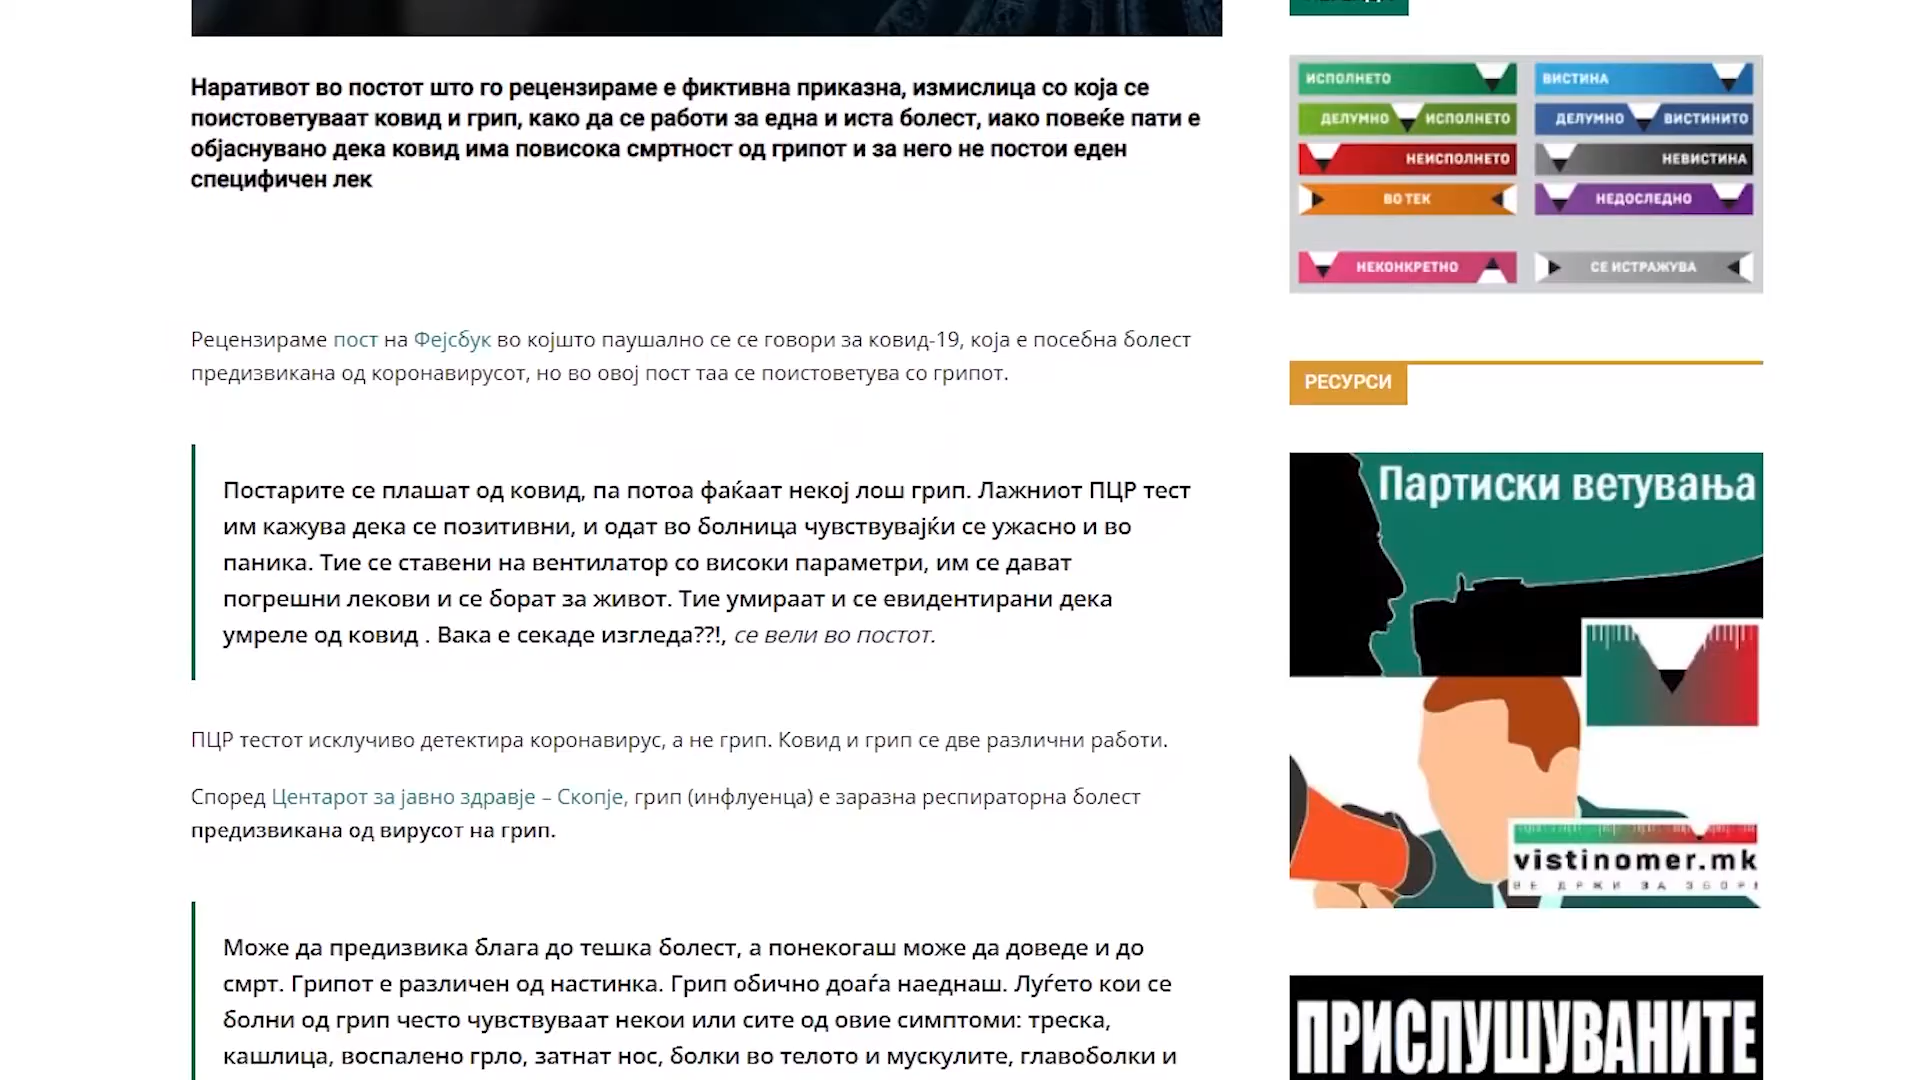 Наративот во постот што го рецензираме е фиктивна приказна, измислица со која се
поистоветуваат ковид и грип, како да се работи за една и иста болест, иако повеќе пати е
објаснувано дека ковид има повисока смртност од грипот и за него не постои еден
специфичен лек
Рецензираме пост на Фејсбук во којшто паушално се се говори за ковид-19, која е посебна болест
предизвикана од коронавирусот, но во овој пост таа се поистоветува со грипот.
Постарите се плашат од ковид, па потоа фаќаат некој лош грип. Лажниот ПЦР тест
им кажува дека се позитивни, и одат во болница чувствувајќи се ужасно и во
паника. Тие се ставени на вентилатор со високи параметри, им се дават
погрешни лекови и се борат за живот. Тие умираат и се евидентирани дека
умреле од ковид . Вака е секаде изгледа??!, се вели во постот.
ПЦР тестот исклучиво детектира коронавирус, а не грип. Ковид и грип се две различни работи.
Според Центарот за јавно здравје – Скопје, грип (инфлуенца) е заразна респираторна болест
предизвикана од вирусот на грип.
Може да предизвика блага до тешка болест, а понекогаш може да доведе и до
смрт. Грипот е различен од настинка. Грип обично доаѓа наеднаш. Луѓето кои се
болни од грип често чувствуваат некои или сите од овие симптоми: треска,
кашлица, воспалено грло, затнат нос, болки во телото и мускулите, главоболки и
ИСПОЛНЕТО
ВИСТИНА
ДЕЛУМНО ИСПОЛНЕТО
ДЕЛУМНО ВИСТИНИТО
НЕИСПОЛНЕТО
НЕВИСТИНА
ВО ТЕК
НЕДОСЛЕДНО
НЕКОНКРЕТНО
СЕ ИСТРАЖУВА
РЕСУРСИ
Партиски ветувања
vistinomer.mk
ВЕ ДРЖИ ЗА ЗБОР!
ПРИСЛУШУВАНИТЕ